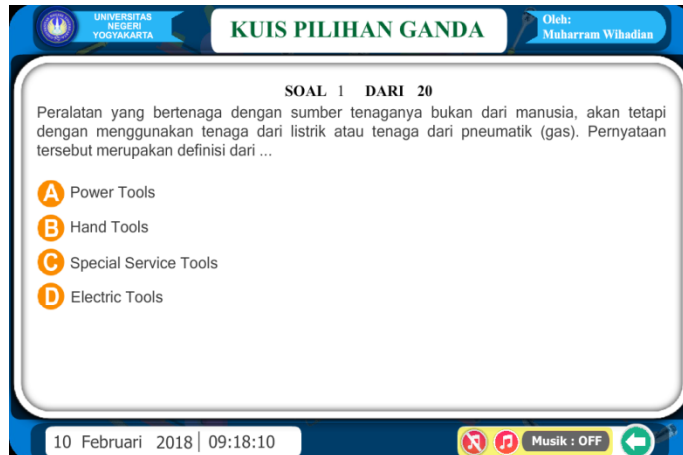 UNIVERSITAS
NEGERI
YOGYAKARTA
KUIS PILIHAN GANDA
Oleh:
Muharram Wihadian
SOAL 1 DARI 20
Peralatan yang bertenaga dengan sumber tenaganya bukan dari manusia, akan tetapi
dengan menggunakan tenaga dari listrik atau tenaga dari pneumatik (gas). Pernyataan
tersebut merupakan definisi dari ...
A Power Tools
B Hand Tools
C Special Service Tools
D Electric Tools
10 Februari 2018 | 09:18:10
Musik : OFF